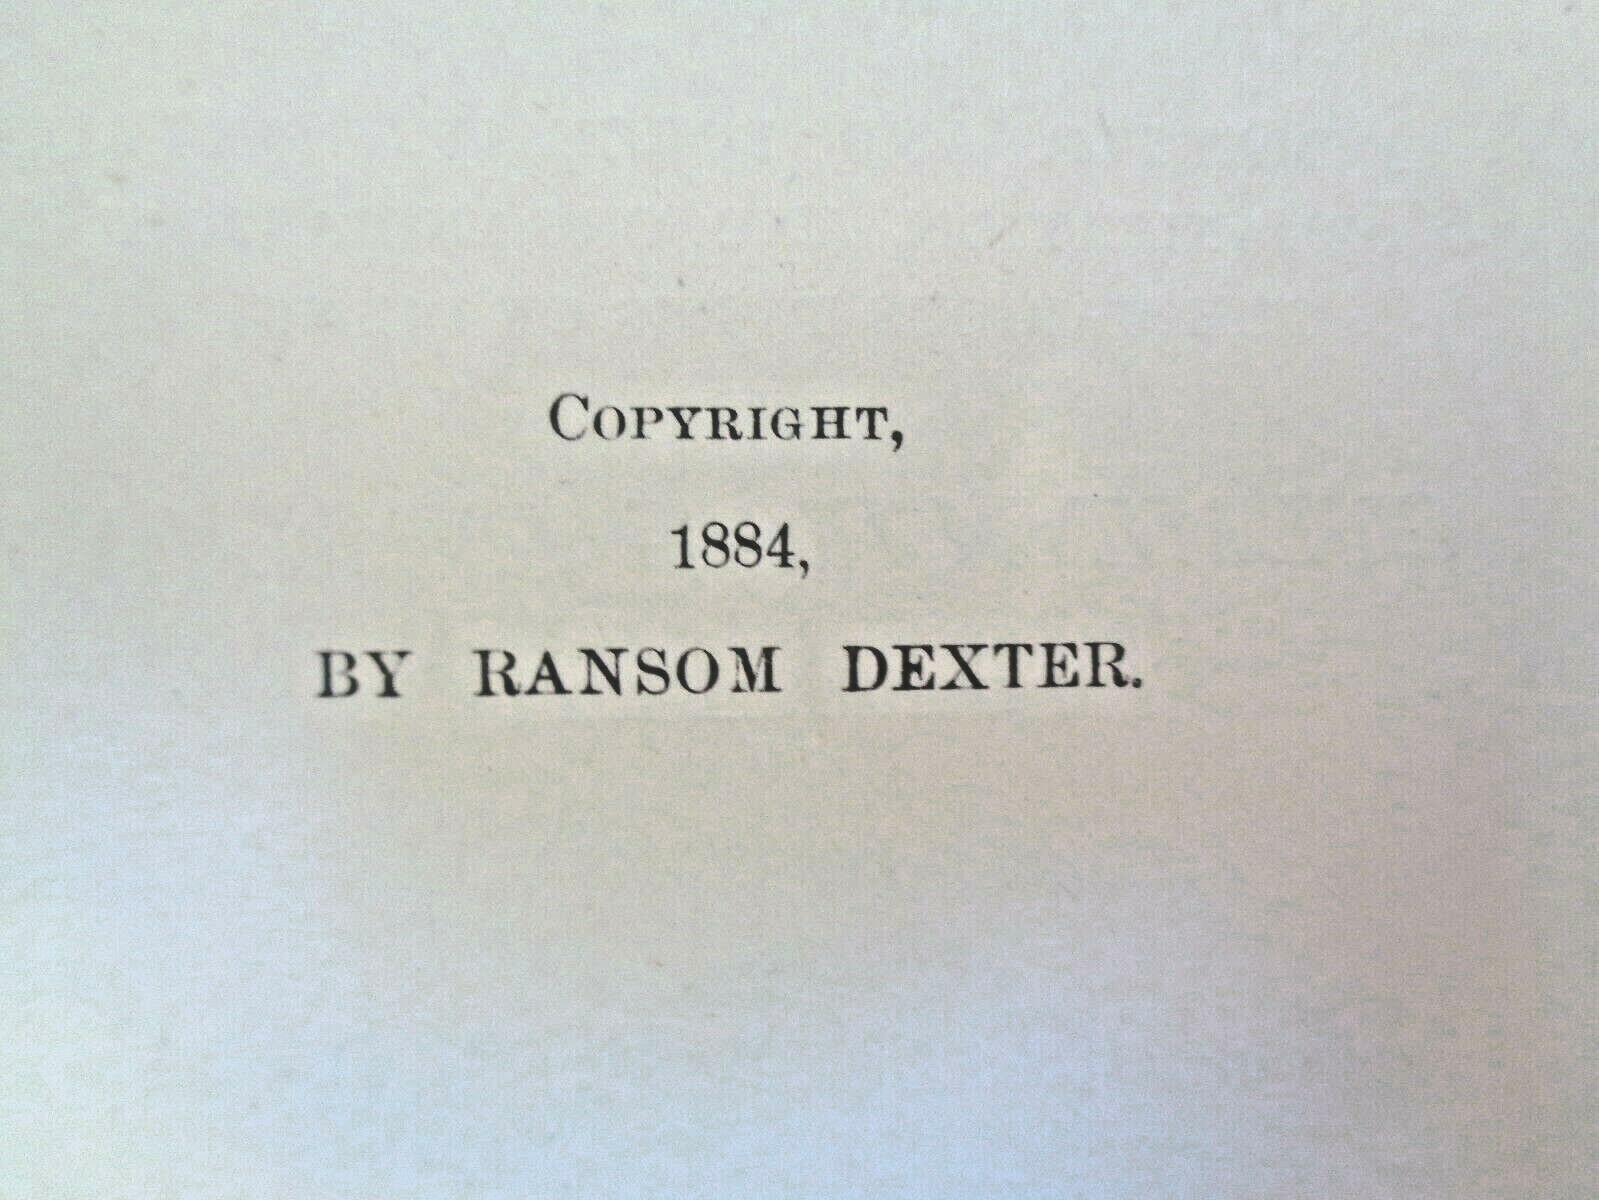 COPYRIGHT,
1884,
BY RANSOM DEXTER.